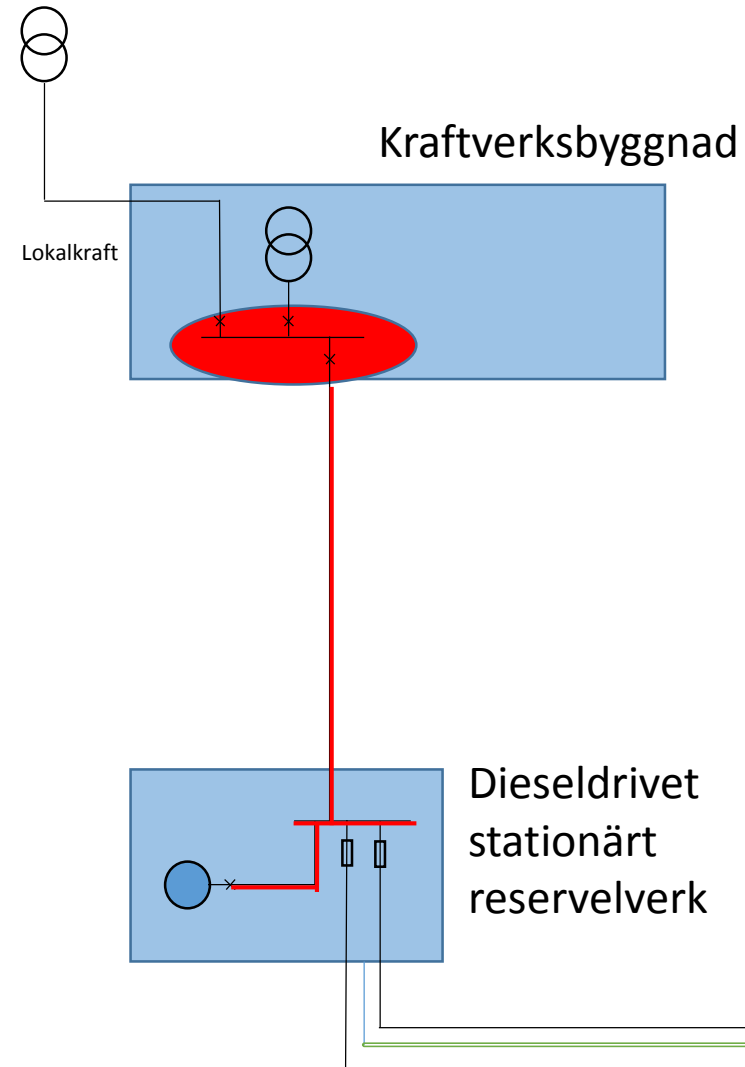 Kraftverksbyggnad
Lokalkraft
Dieseldrivet
stationärt
reservelverk